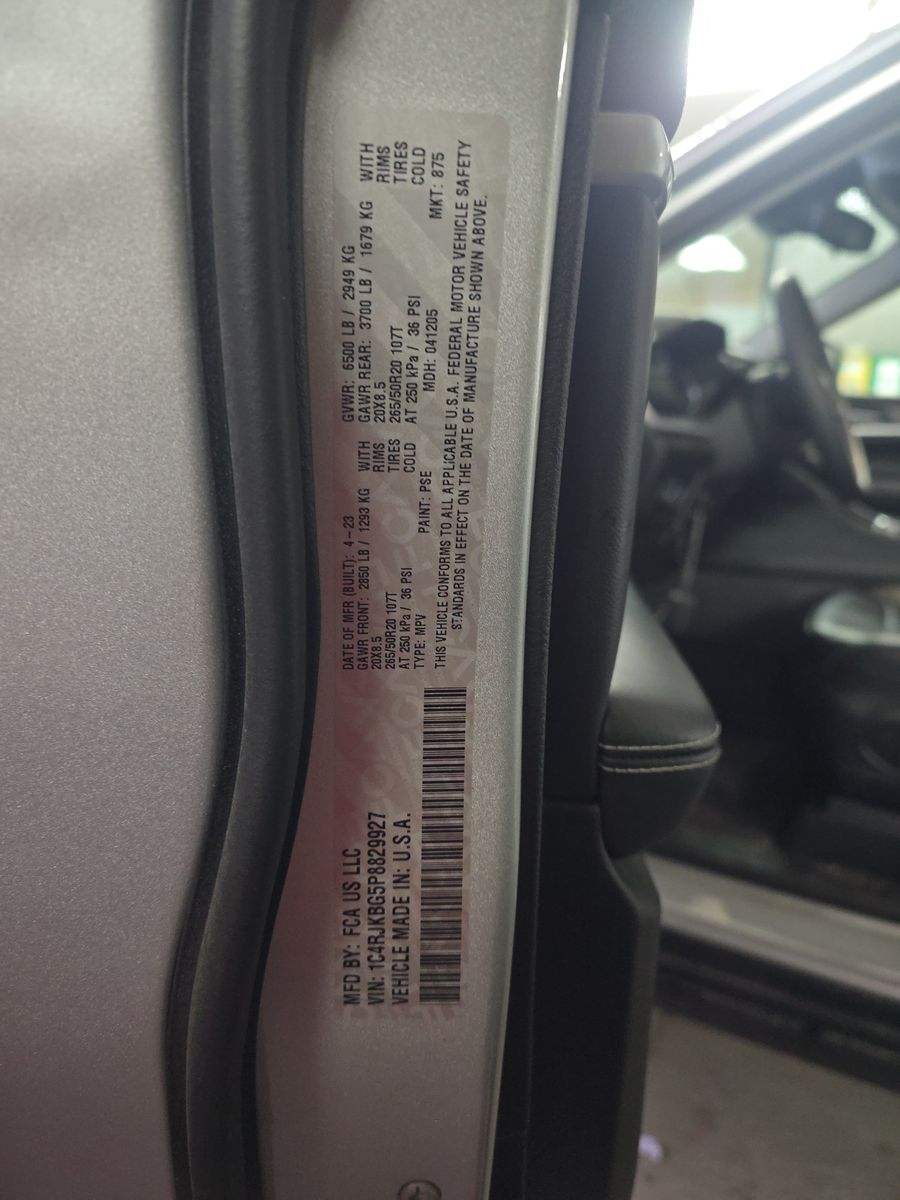 MFD BY: FCA US LLC
VIN: 1C4RJKBG5P8829927
VEHICLE MADE IN: U.S.A.
DATE OF MFR (BUILT): 4-23 GVWR: 6500 LB / 2949 KG
GAWR FRONT: 2850 LB / 1293 KG WITH GAWR REAR: 3700 LB / 1679 KG WITH
20X8.5 RIMS 20X8.5 RIMS
265/50R20 107T TIRES 265/50R20 107T TIRES
AT 250 kPa / 36 PSI COLD AT 250 kPa / 36 PSI COLD
TYPE: MPV PAINT: PSE MDH: 041205 MKT: 875
THIS VEHICLE CONFORMS TO ALL APPLICABLE U.S.A. FEDERAL MOTOR VEHICLE SAFETY
STANDARDS IN EFFECT ON THE DATE OF MANUFACTURE SHOWN ABOVE.